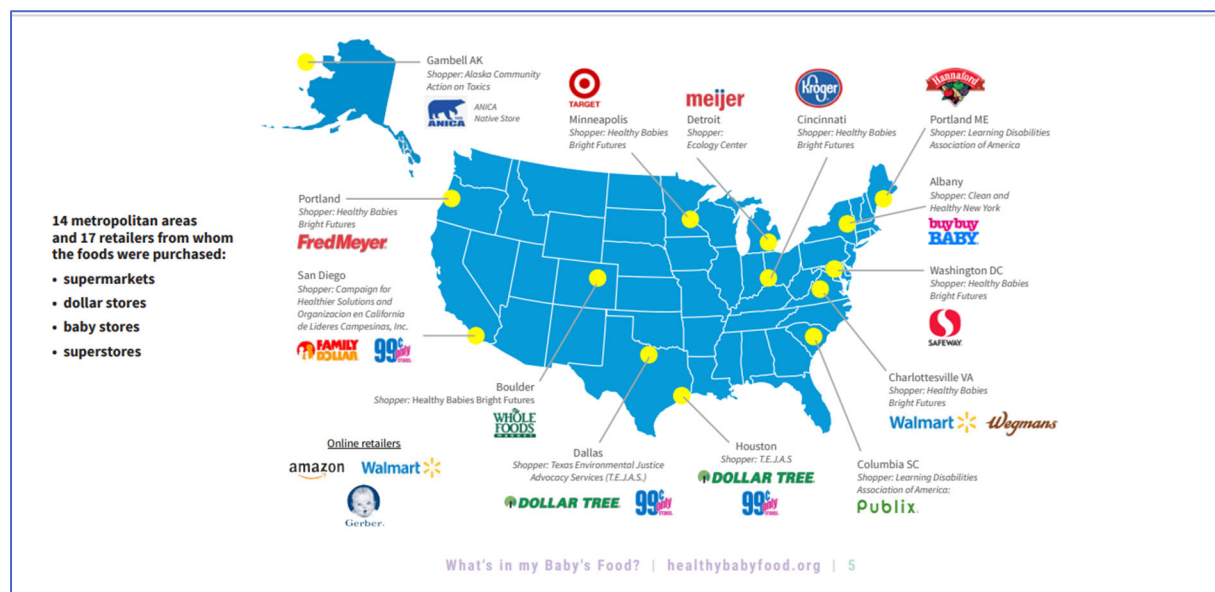 14 metropolitan areas
and 17 retailers from whom
the foods were purchased:
• supermarkets
• dollar stores
• baby stores
• superstores
Gambell AK
Shopper: Alaska Community
Action on Toxics
ANICA
ANICA
Native Store
TARGET
Minneapolis
Shopper: Healthy Babies
Bright Futures
meijer
Detroit
Shopper:
Ecology Center
Kroger
Cincinnati
Shopper: Healthy Babies
Bright Futures
Hannaford
Portland ME
Shopper: Learning Disabilities
Association of America
Albany
Shopper: Clean and
Healthy New York
buybuy
BABY
Washington DC
Shopper: Healthy Babies
Bright Futures
SAFEWAY
Charlottesville VA
Shopper: Healthy Babies
Bright Futures
Walmart
Wegmans
Columbia SC
Shopper: Learning Disabilities
Association of America:
Publix
Portland
Shopper: Healthy Babies
Bright Futures
FredMeyer
San Diego
Shopper: Campaign for
Healthier Solutions and
Organizacion en California
de Lideres Campesinas, Inc.
FAMILY
DOLLAR
99¢ only
STORES
Boulder
Shopper: Healthy Babies Bright Futures
WHOLE
FOODS
MARKET
Dallas
Shopper: Texas Environmental Justice
Advocacy Services (T.E.J.A.S.)
DOLLAR TREE
99¢ only
STORES
Houston
Shopper: T.E.J.A.S
DOLLAR TREE
99¢ only
STORES
Online retailers
amazon
Walmart
Gerber
What's in my Baby's Food? | healthybabyfood.org | 5